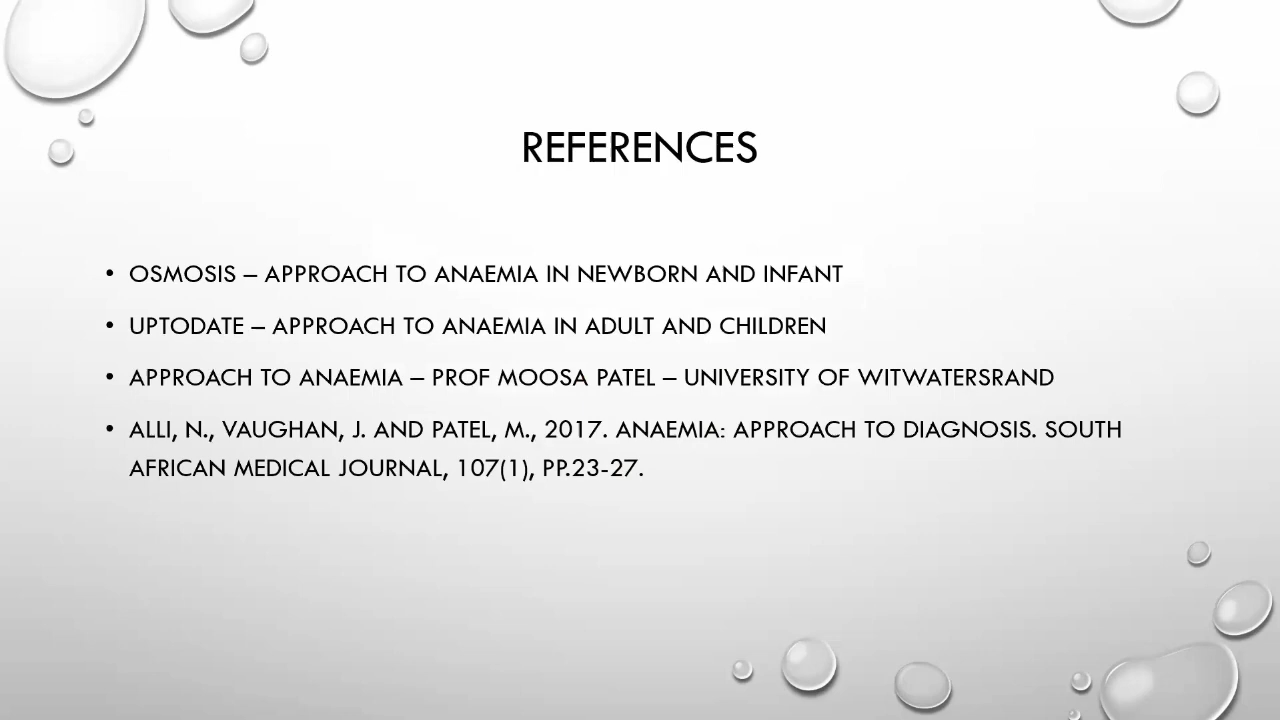 REFERENCES
• OSMOSIS – APPROACH TO ANAEMIA IN NEWBORN AND INFANT
• UPTODATE – APPROACH TO ANAEMIA IN ADULT AND CHILDREN
• APPROACH TO ANAEMIA – PROF MOOSA PATEL – UNIVERSITY OF WITWATERSRAND
• ALLI, N., VAUGHAN, J. AND PATEL, M., 2017. ANAEMIA: APPROACH TO DIAGNOSIS. SOUTH
AFRICAN MEDICAL JOURNAL, 107(1), PP.23-27.